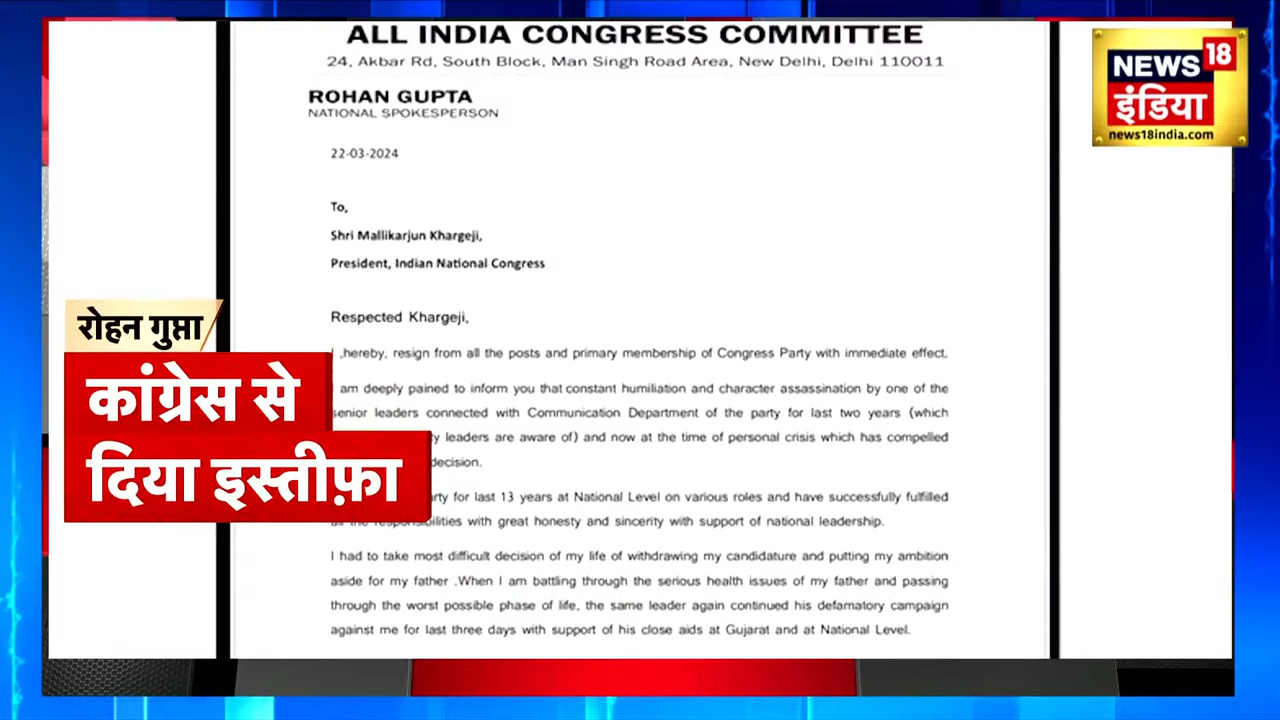 ALL INDIA CONGRESS COMMITTEE
24, Akbar Rd, South Block, Man Singh Road Area, New Delhi, Delhi 110011
NEWS 18
इंडिया
news18india.com
ROHAN GUPTA
NATIONAL SPOKESPERSON
22-03-2024
To,
Shri Mallikarjun Khargeji,
President, Indian National Congress
Respected Khargeji,
I ,hereby, resign from all the posts and primary membership of Congress Party with immediate effect.
I am deeply pained to inform you that constant humiliation and character assassination by one of the
senior leaders connected with Communication Department of the party for last two years (which
leaders are aware of) and now at the time of personal crisis which has compelled
decision.
for last 13 years at National Level on various roles and have successfully fulfilled
all the responsibilities with great honesty and sincerity with support of national leadership.
I had to take most difficult decision of my life of withdrawing my candidature and putting my ambition
aside for my father .When I am battling through the serious health issues of my father and passing
through the worst possible phase of life, the same leader again continued his defamatory campaign
against me for last three days with support of his close aids at Gujarat and at National Level.
रोहन गुप्ता
कांग्रेस से
दिया इस्तीफ़ा